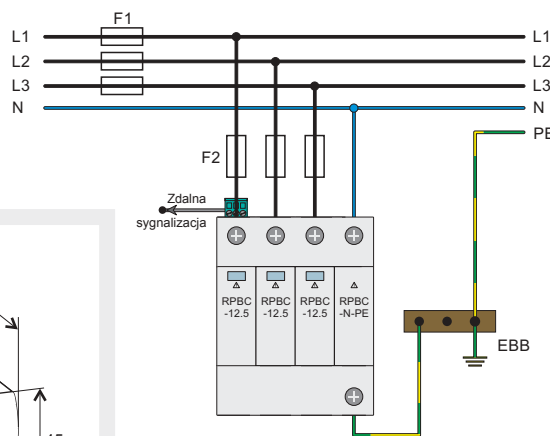 F1
L1 L1
L2 L2
L3 L3
N N
PE
F2
Zdalna
sygnalizacja
RPBC RPBC RPBC RPBC
-12.5 -12.5 -12.5 -N-PE
EBB